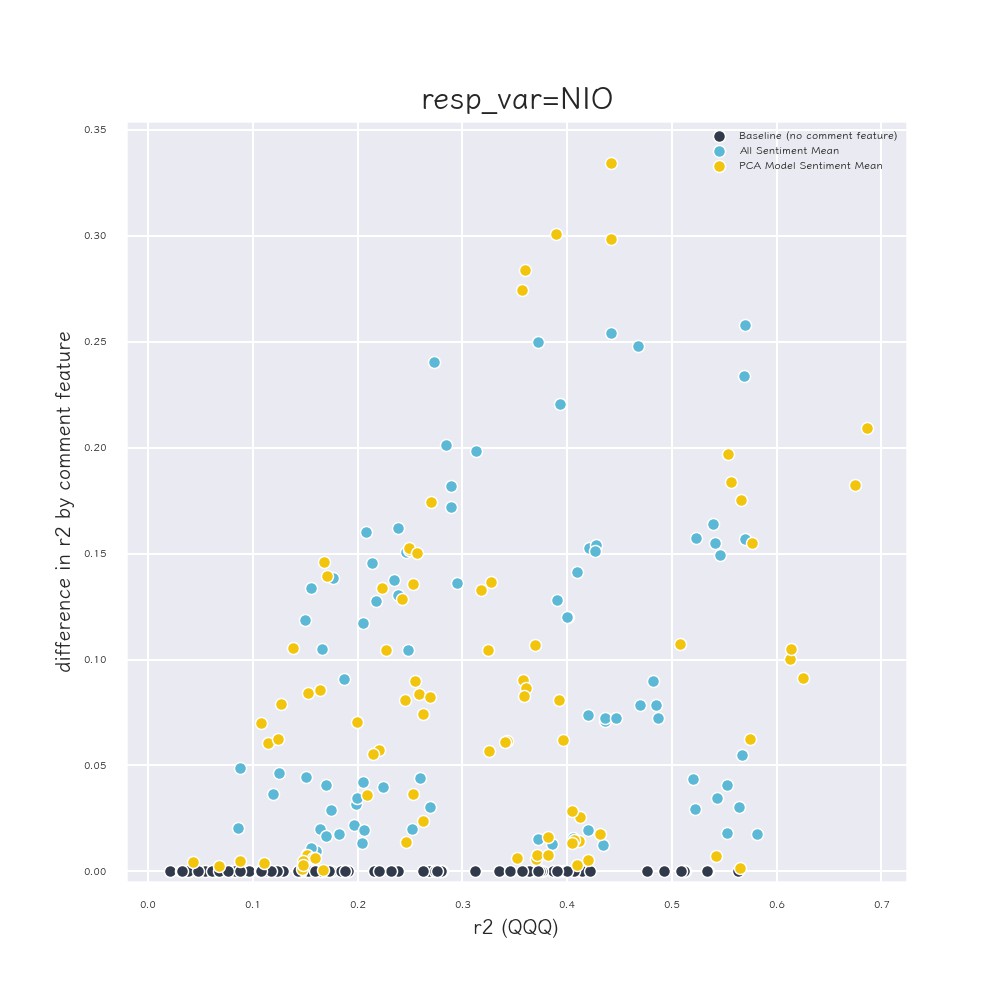 resp_var=NIO
Baseline (no comment feature)
All Sentiment Mean
PCA Model Sentiment Mean
difference in r2 by comment feature
0.35
0.30
0.25
0.20
0.15
0.10
0.05
0.00
0.0 0.1 0.2 0.3 0.4 0.5 0.6 0.7
r2 (QQQ)